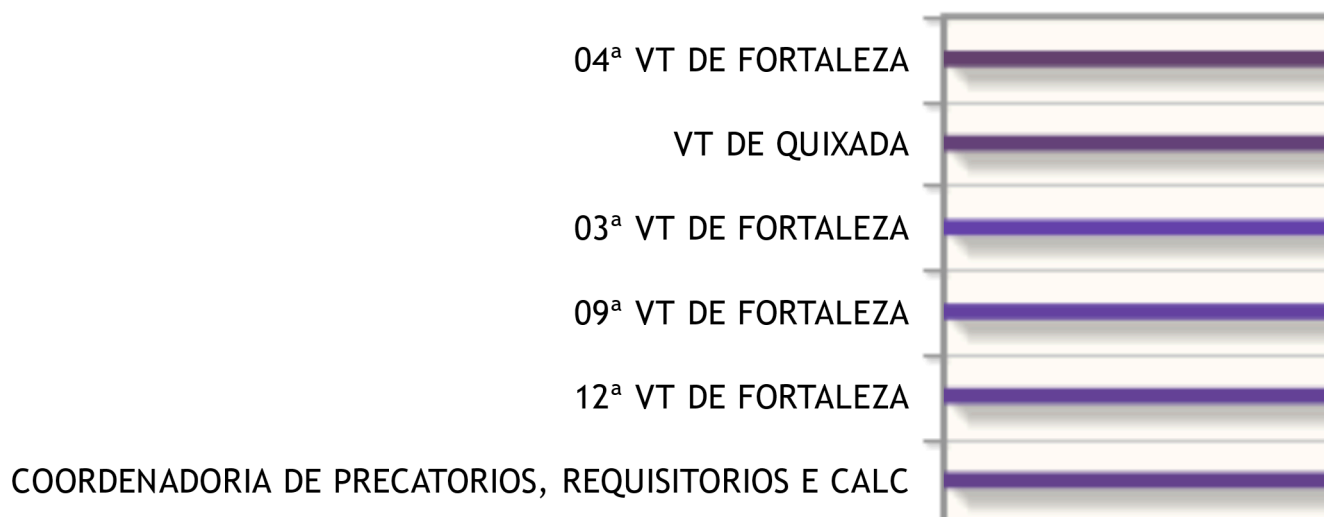 04ª VT DE FORTALEZA
VT DE QUIXADA
03ª VT DE FORTALEZA
09ª VT DE FORTALEZA
12ª VT DE FORTALEZA
COORDENADORIA DE PRECATORIOS, REQUISITORIOS E CALC